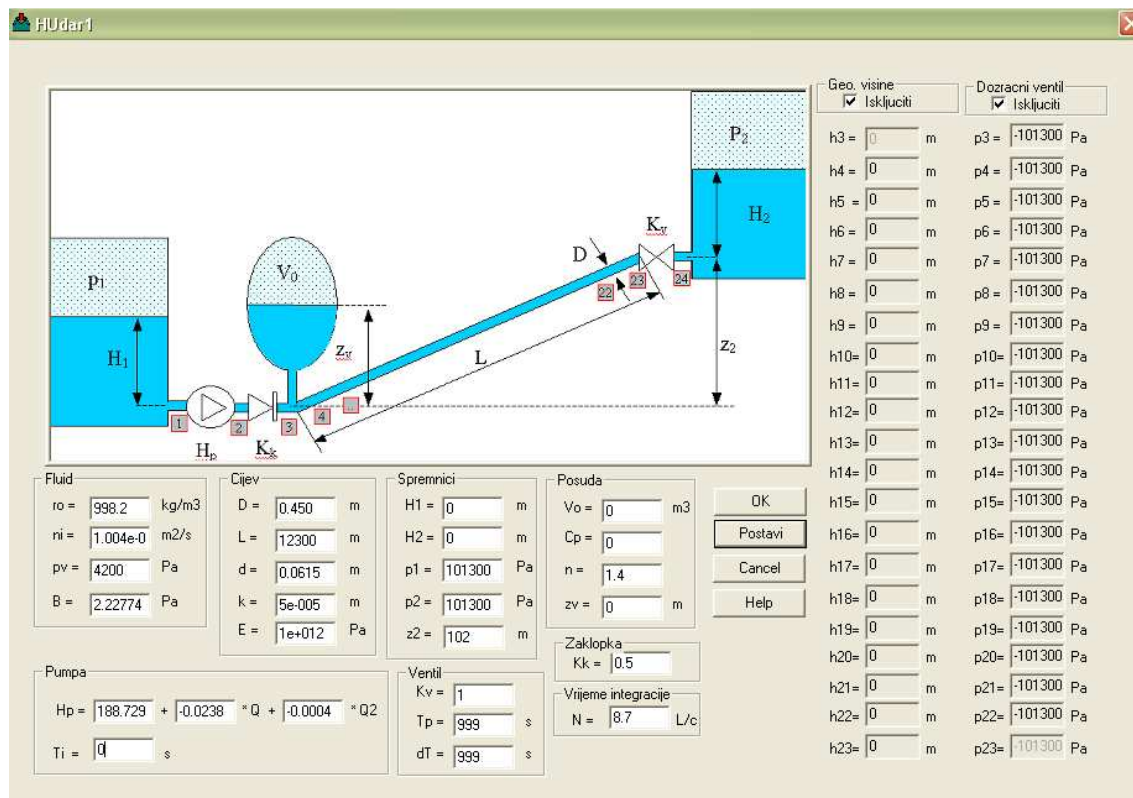 HUdar1
P2
H2
Kv
D
23
22
24
p1
V0
H1
zv
L
z2
1
2
3
4
..
Hp
Kk
Geo. visine
Iskljuciti
h3 = 0 m
h4 = 0 m
h5 = 0 m
h6 = 0 m
h7 = 0 m
h8 = 0 m
h9 = 0 m
h10= 0 m
h11= 0 m
h12= 0 m
h13= 0 m
h14= 0 m
h15= 0 m
h16= 0 m
h17= 0 m
h18= 0 m
h19= 0 m
h20= 0 m
h21= 0 m
h22= 0 m
h23= 0 m
Dozracni ventil
Iskljuciti
p3 = -101300 Pa
p4 = -101300 Pa
p5 = -101300 Pa
p6 = -101300 Pa
p7 = -101300 Pa
p8 = -101300 Pa
p9 = -101300 Pa
p10= -101300 Pa
p11= -101300 Pa
p12= -101300 Pa
p13= -101300 Pa
p14= -101300 Pa
p15= -101300 Pa
p16= -101300 Pa
p17= -101300 Pa
p18= -101300 Pa
p19= -101300 Pa
p20= -101300 Pa
p21= -101300 Pa
p22= -101300 Pa
p23= -101300 Pa
Fluid
ro = 998.2 kg/m3
ni = 1.004e-0 m2/s
pv = 4200 Pa
B = 2.22774 Pa
Cijev
D = 0.450 m
L = 12300 m
d = 0.0615 m
k = 5e-005 m
E = 1e+012 Pa
Spremnici
H1 = 0 m
H2 = 0 m
p1 = 101300 Pa
p2 = 101300 Pa
z2 = 102 m
Posuda
Vo = 0 m3
Cp = 0
n = 1.4
zv = 0 m
OK
Postavi
Cancel
Help
Pumpa
Hp = 188.729 + -0.0238 * Q + -0.0004 * Q2
Ti = 0 s
Ventil
Kv = 1
Tp = 999 s
dT = 999 s
Zaklopka
Kk = 0.5
Vrijeme integracije
N = 8.7 L/c